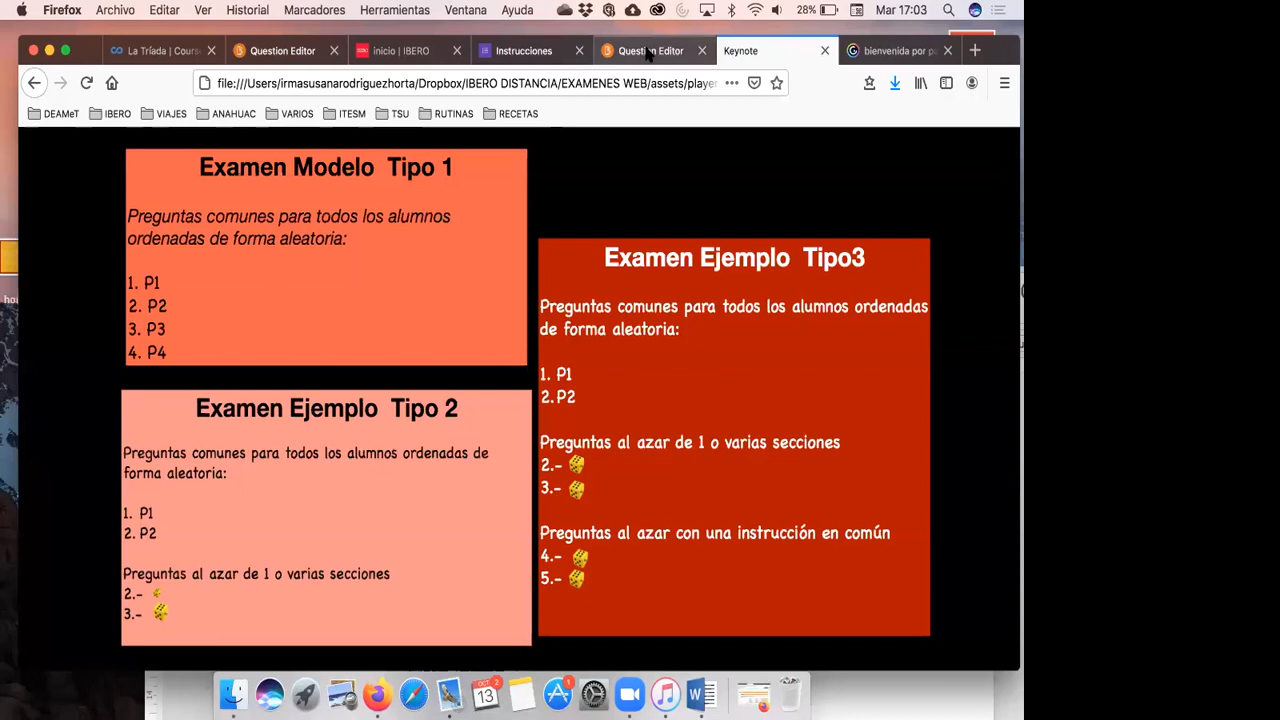 Firefox Archivo Editar Ver Historial Marcadores Herramientas Ventana Ayuda 28% Mar 17:03
La Tríada | Cours
Question Editor
inicio | IBERO
Instrucciones
Question Editor
Keynote
bienvenida por pa
file:///Users/irmasusanarodriguezhorta/Dropbox/IBERO DISTANCIA/EXAMENES WEB/assets/player
DEAMeT IBERO VIAJES ANAHUAC VARIOS ITESM TSU RUTINAS RECETAS
Examen Modelo Tipo 1
Preguntas comunes para todos los alumnos
ordenadas de forma aleatoria:
1. P1
2. P2
3. P3
4. P4
Examen Ejemplo Tipo 2
Preguntas comunes para todos los alumnos ordenadas de
forma aleatoria:
1. P1
2. P2
Preguntas al azar de 1 o varias secciones
2.-
3.-
Examen Ejemplo Tipo3
Preguntas comunes para todos los alumnos ordenadas
de forma aleatoria:
1. P1
2. P2
Preguntas al azar de 1 o varias secciones
2.-
3.-
Preguntas al azar con una instrucción en común
4.-
5.-
OCT
13
2
1